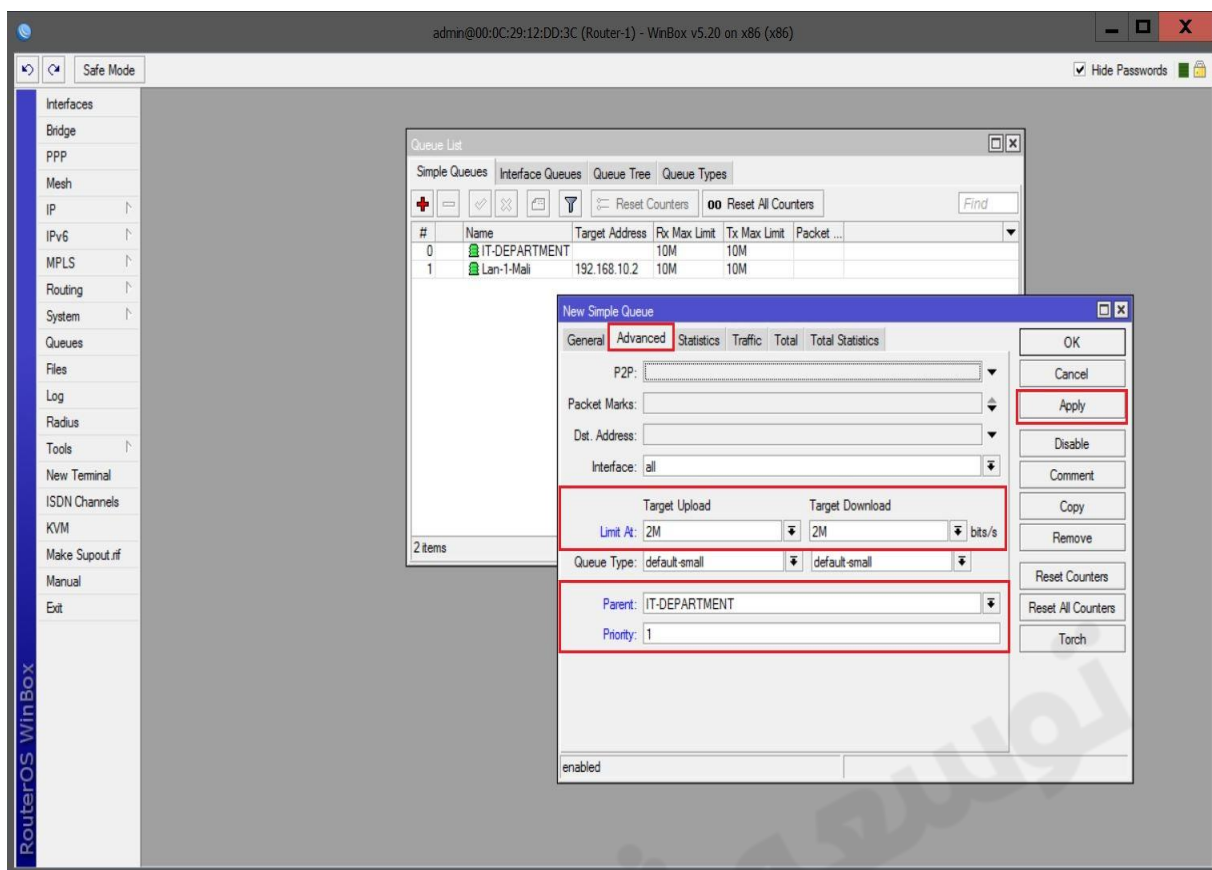 admin@00:0C:29:12:DD:3C (Router-1) - WinBox v5.20 on x86 (x86)
Safe Mode
Hide Passwords
Interfaces
Bridge
PPP
Mesh
IP
IPv6
MPLS
Routing
System
Queues
Files
Log
Radius
Tools
New Terminal
ISDN Channels
KVM
Make Supout.rif
Manual
Exit
RouterOS WinBox
Queue List
Simple Queues Interface Queues Queue Tree Queue Types
Reset Counters 00 Reset All Counters Find
# Name Target Address Rx Max Limit Tx Max Limit Packet ...
0 IT-DEPARTMENT 10M 10M
1 Lan-1-Mali 192.168.10.2 10M 10M
2 items
New Simple Queue
General Advanced Statistics Traffic Total Total Statistics
P2P:
Packet Marks:
Dst. Address:
Interface: all
Target Upload Target Download
Limit At: 2M 2M bits/s
Queue Type: default-small default-small
Parent: IT-DEPARTMENT
Priority: 1
enabled
OK
Cancel
Apply
Disable
Comment
Copy
Remove
Reset Counters
Reset All Counters
Torch